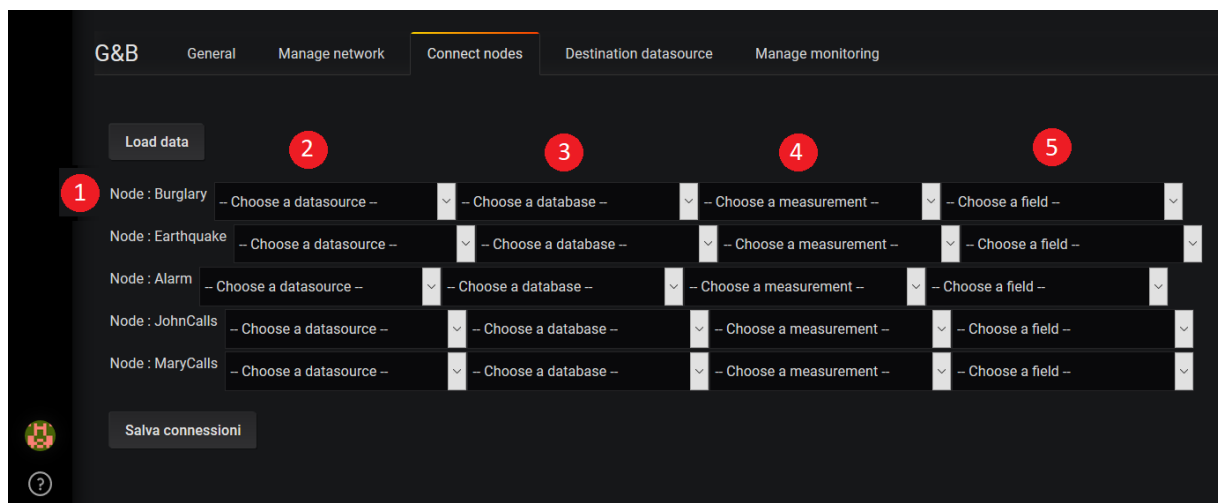 G&B General Manage network Connect nodes Destination datasource Manage monitoring
Load data 2 3 4 5
1 Node : Burglary -- Choose a datasource -- -- Choose a database -- -- Choose a measurement -- -- Choose a field --
Node : Earthquake -- Choose a datasource -- -- Choose a database -- -- Choose a measurement -- -- Choose a field --
Node : Alarm -- Choose a datasource -- -- Choose a database -- -- Choose a measurement -- -- Choose a field --
Node : JohnCalls -- Choose a datasource -- -- Choose a database -- -- Choose a measurement -- -- Choose a field --
Node : MaryCalls -- Choose a datasource -- -- Choose a database -- -- Choose a measurement -- -- Choose a field --
Salva connessioni
?